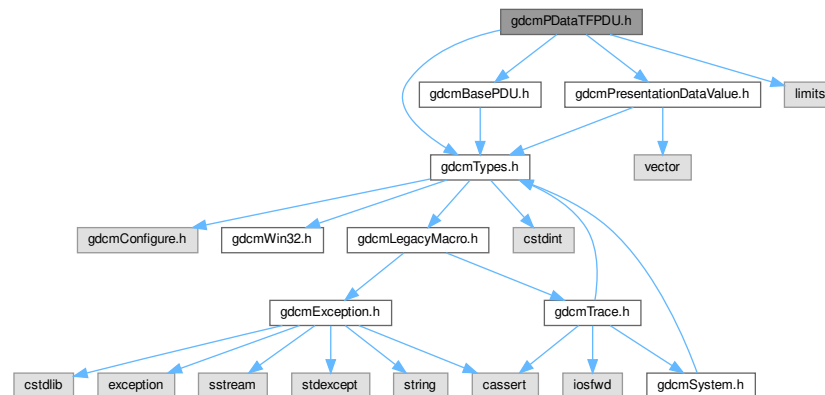 gdcmPDataTFPDU.h
gdcmBasePDU.h
gdcmPresentationDataValue.h
limits
gdcmTypes.h
vector
gdcmConfigure.h
gdcmWin32.h
gdcmLegacyMacro.h
cstdint
gdcmException.h
gdcmTrace.h
cstdlib
exception
sstream
stdexcept
string
cassert
iosfwd
gdcmSystem.h